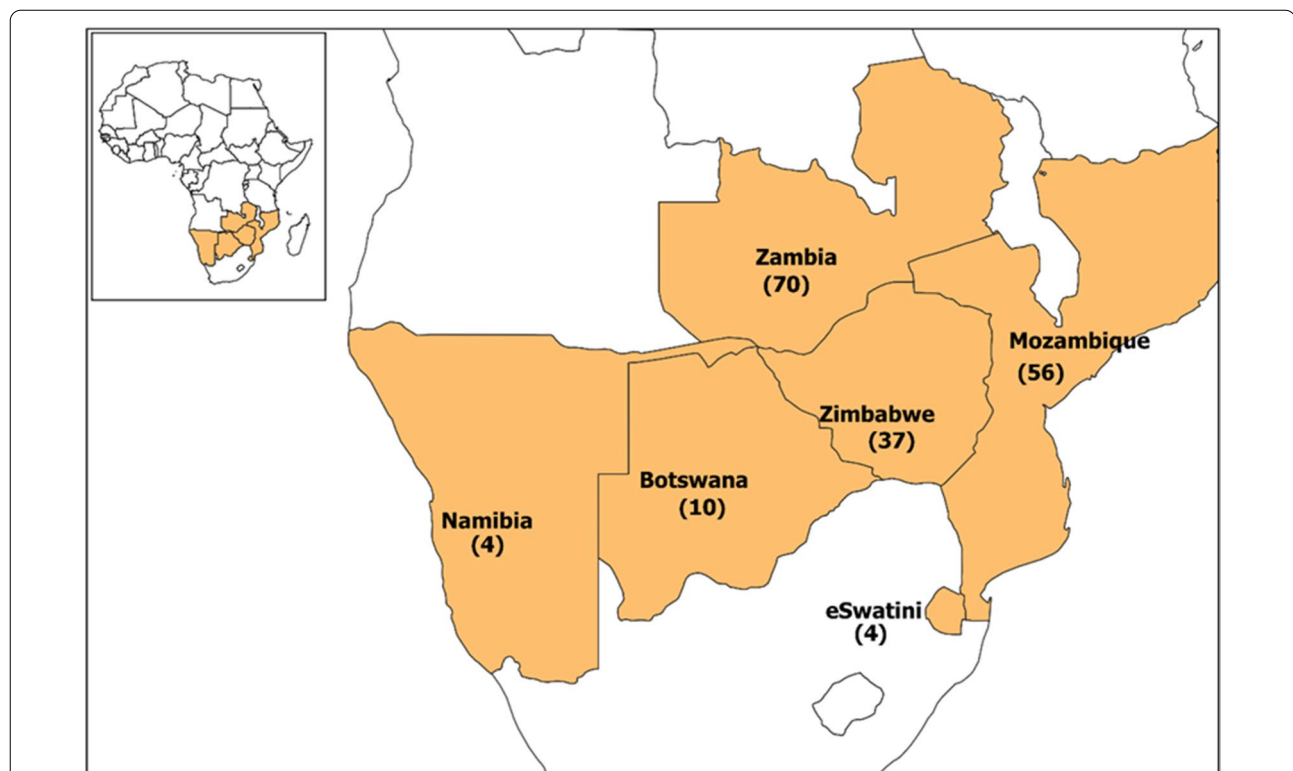 Zambia
(70)
Mozambique
(56)
Zimbabwe
(37)
Botswana
(10)
Namibia
(4)
eSwatini
(4)